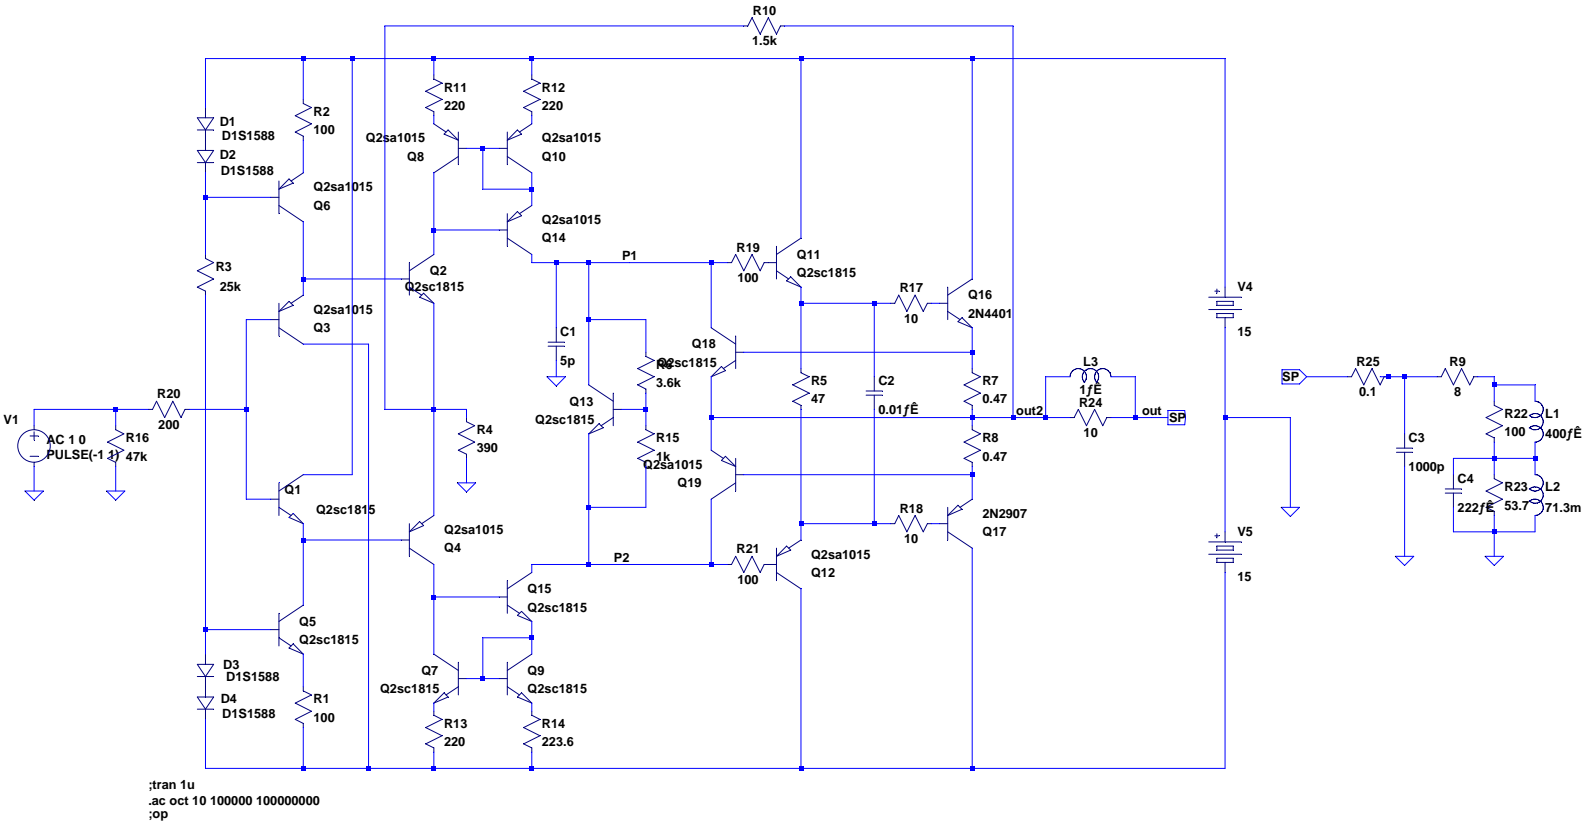 R10
1.5k
R11
220
R12
220
R2
100
D1
D1S1588
D2
D1S1588
Q2sa1015
Q8
Q2sa1015
Q10
Q2sa1015
Q6
Q2sa1015
Q14
R3
25k
Q2
Q2sc1815
Q2sa1015
Q3
P1
R19
100
Q11
Q2sc1815
R17
10
Q16
2N4401
V4
+
15
C1
5p
Q18
Q2sc1815
R6
3.6k
R5
47
C2
0.01ƒÊ
R7
0.47
L3
1ƒÊ
R24
10
out2
out
SP
SP
R25
0.1
R9
8
R20
200
V1
AC 1 0
PULSE(-1 1)
R16
47k
R4
390
Q13
Q2sc1815
R15
1k
Q2sa1015
Q19
R8
0.47
R22
100
L1
400ƒÊ
C3
1000p
C4
222ƒÊ
R23
53.7
L2
71.3m
Q1
Q2sc1815
Q2sa1015
Q4
R18
10
2N2907
Q17
V5
+
15
P2
R21
100
Q2sa1015
Q12
Q15
Q2sc1815
Q5
Q2sc1815
D3
D1S1588
D4
D1S1588
R1
100
Q7
Q2sc1815
Q9
Q2sc1815
R13
220
R14
223.6
;tran 1u
.ac oct 10 100000 100000000
;op